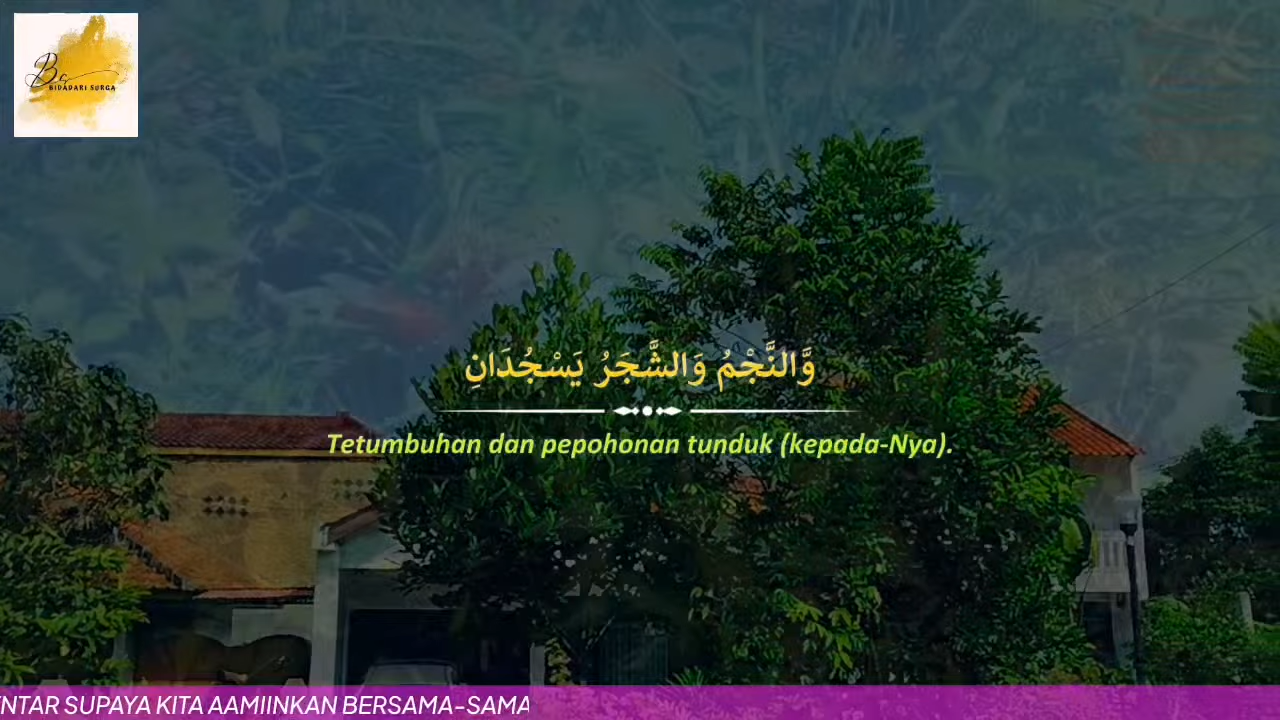 Bs
BIDADARI SURGA
وَّالنَّجْمُ وَالشَّجَرُ يَسْجُدَانِ
Tetumbuhan dan pepohonan tunduk (kepada-Nya).
NTAR SUPAYA KITA AAMIINKAN BERSAMA-SAMA